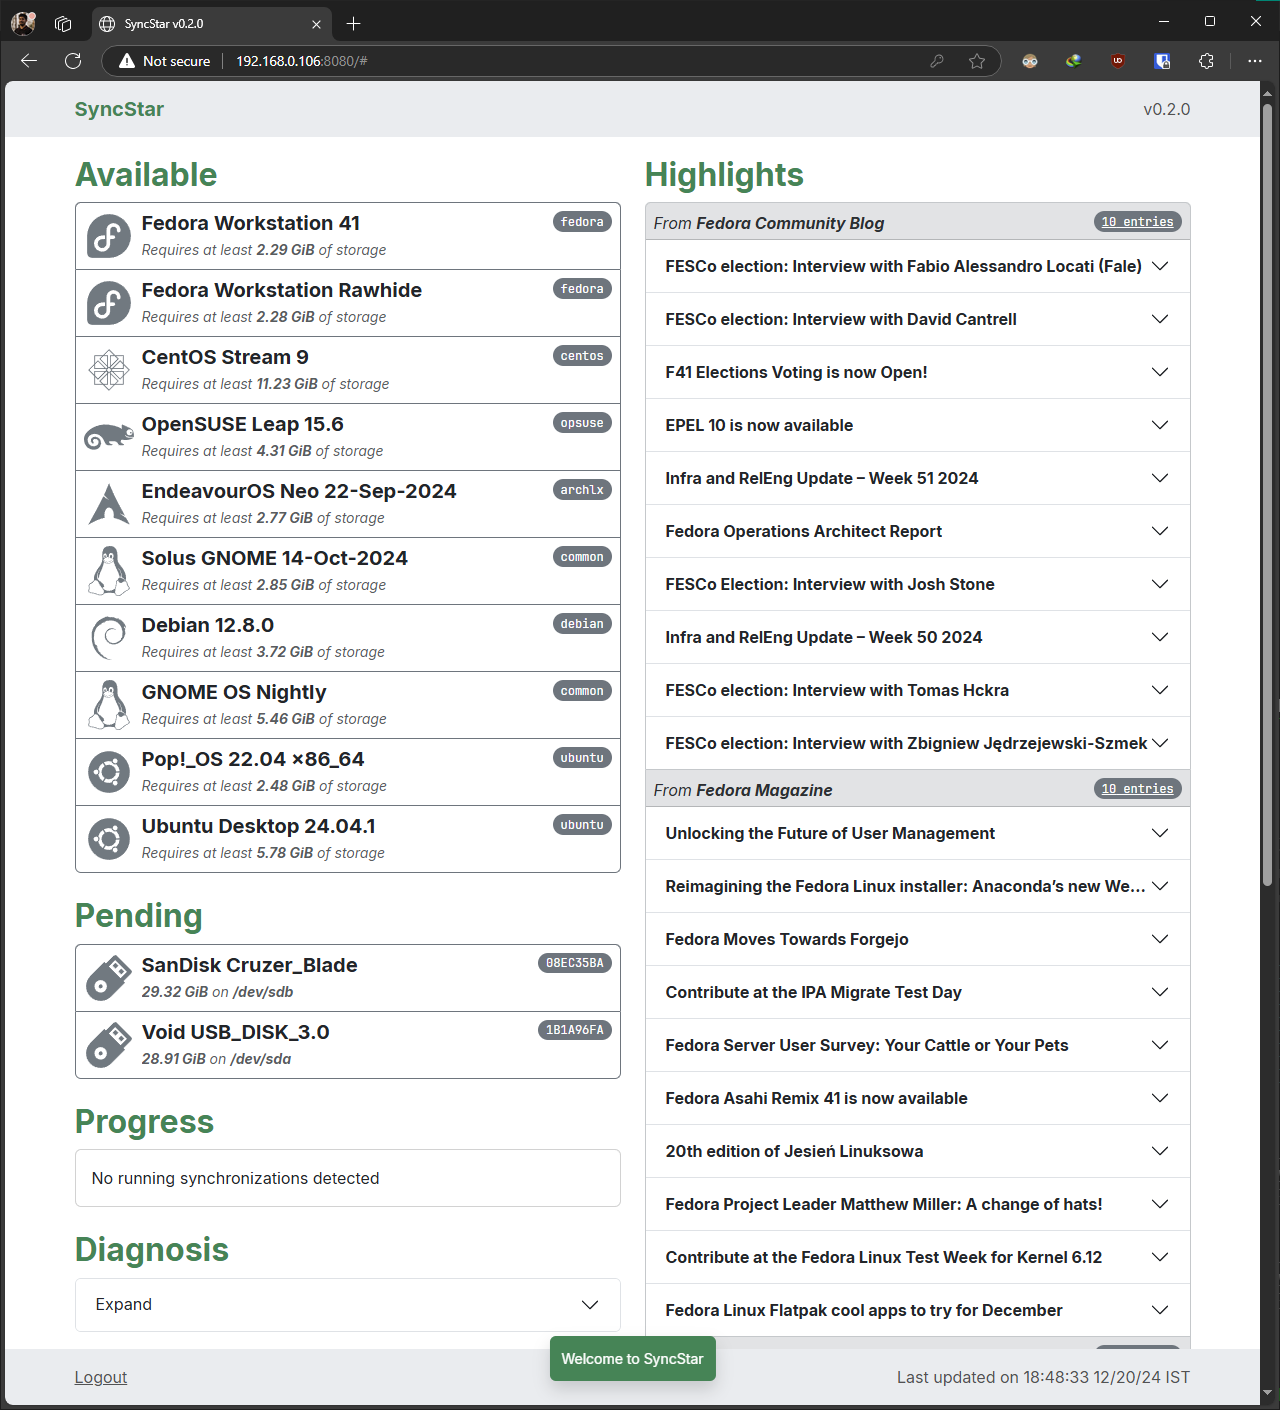 SyncStar v0.2.0
Not secure
192.168.0.106:8080/#
SyncStar
v0.2.0
Available
Fedora Workstation 41
fedora
Requires at least 2.29 GiB of storage
Fedora Workstation Rawhide
fedora
Requires at least 2.28 GiB of storage
CentOS Stream 9
centos
Requires at least 11.23 GiB of storage
OpenSUSE Leap 15.6
opsuse
Requires at least 4.31 GiB of storage
EndeavourOS Neo 22-Sep-2024
archlx
Requires at least 2.77 GiB of storage
Solus GNOME 14-Oct-2024
common
Requires at least 2.85 GiB of storage
Debian 12.8.0
debian
Requires at least 3.72 GiB of storage
GNOME OS Nightly
common
Requires at least 5.46 GiB of storage
Pop!_OS 22.04 ×86_64
ubuntu
Requires at least 2.48 GiB of storage
Ubuntu Desktop 24.04.1
ubuntu
Requires at least 5.78 GiB of storage
Pending
SanDisk Cruzer_Blade
08EC35BA
29.32 GiB on /dev/sdb
Void USB_DISK_3.0
1B1A96FA
28.91 GiB on /dev/sda
Progress
No running synchronizations detected
Diagnosis
Expand
Highlights
From Fedora Community Blog
10 entries
FESCo election: Interview with Fabio Alessandro Locati (Fale)
FESCo election: Interview with David Cantrell
F41 Elections Voting is now Open!
EPEL 10 is now available
Infra and RelEng Update – Week 51 2024
Fedora Operations Architect Report
FESCo Election: Interview with Josh Stone
Infra and RelEng Update – Week 50 2024
FESCo election: Interview with Tomas Hckra
FESCo election: Interview with Zbigniew Jędrzejewski-Szmek
From Fedora Magazine
10 entries
Unlocking the Future of User Management
Reimagining the Fedora Linux installer: Anaconda’s new We...
Fedora Moves Towards Forgejo
Contribute at the IPA Migrate Test Day
Fedora Server User Survey: Your Cattle or Your Pets
Fedora Asahi Remix 41 is now available
20th edition of Jesień Linuksowa
Fedora Project Leader Matthew Miller: A change of hats!
Contribute at the Fedora Linux Test Week for Kernel 6.12
Fedora Linux Flatpak cool apps to try for December
Welcome to SyncStar
Logout
Last updated on 18:48:33 12/20/24 IST